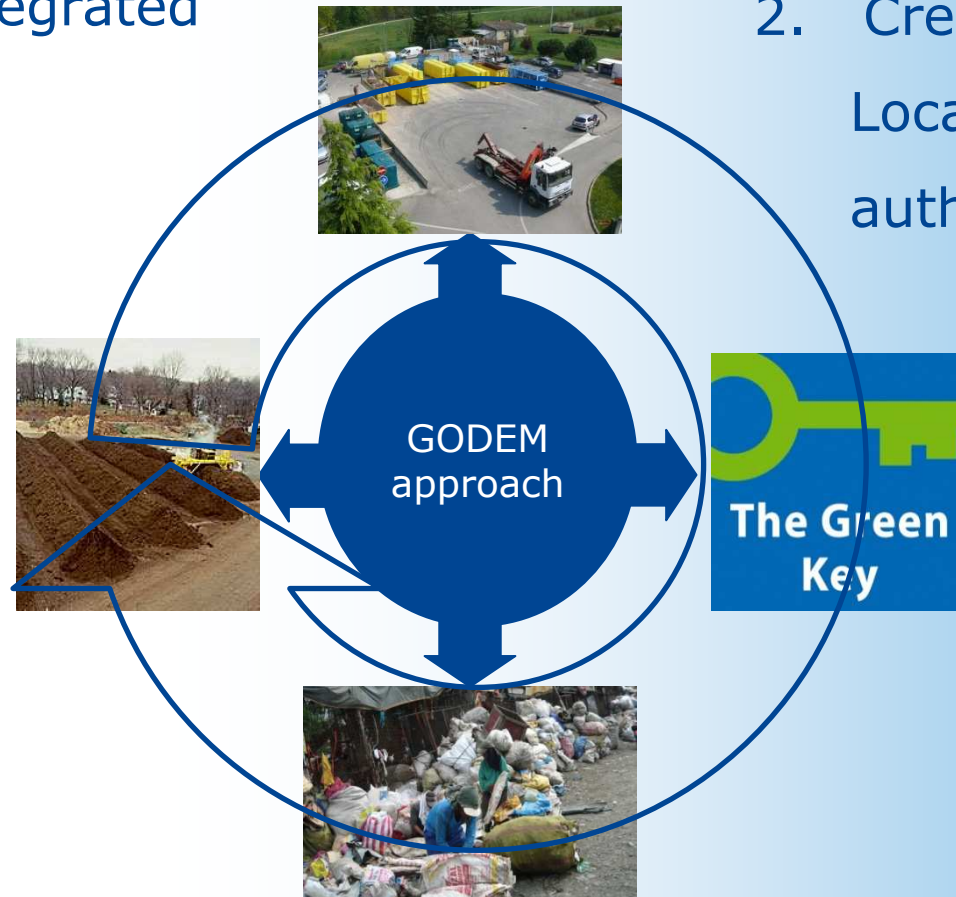 egrated
2. Cre
Loca
auth
GODEM
approach
The Green
Key